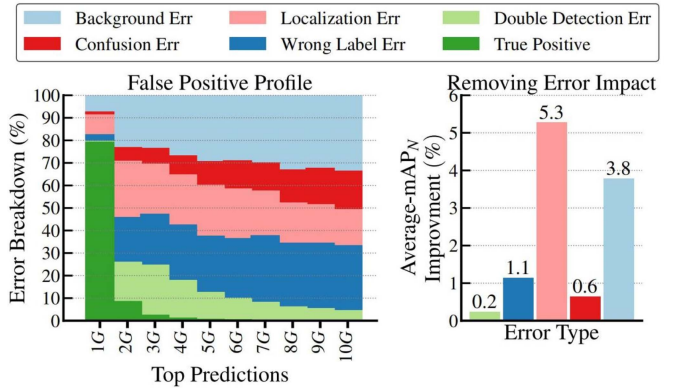 Background Err Localization Err Double Detection Err
Confusion Err Wrong Label Err True Positive
False Positive Profile
Error Breakdown (%)
100
90
80
70
60
50
40
30
20
10
0
1G 2G 3G 4G 5G 6G 7G 8G 9G 10G
Top Predictions
Removing Error Impact
Average-mAPN
Improvment (%)
6
5
4
3
2
1
0
0.2 1.1 5.3 0.6 3.8
Error Type